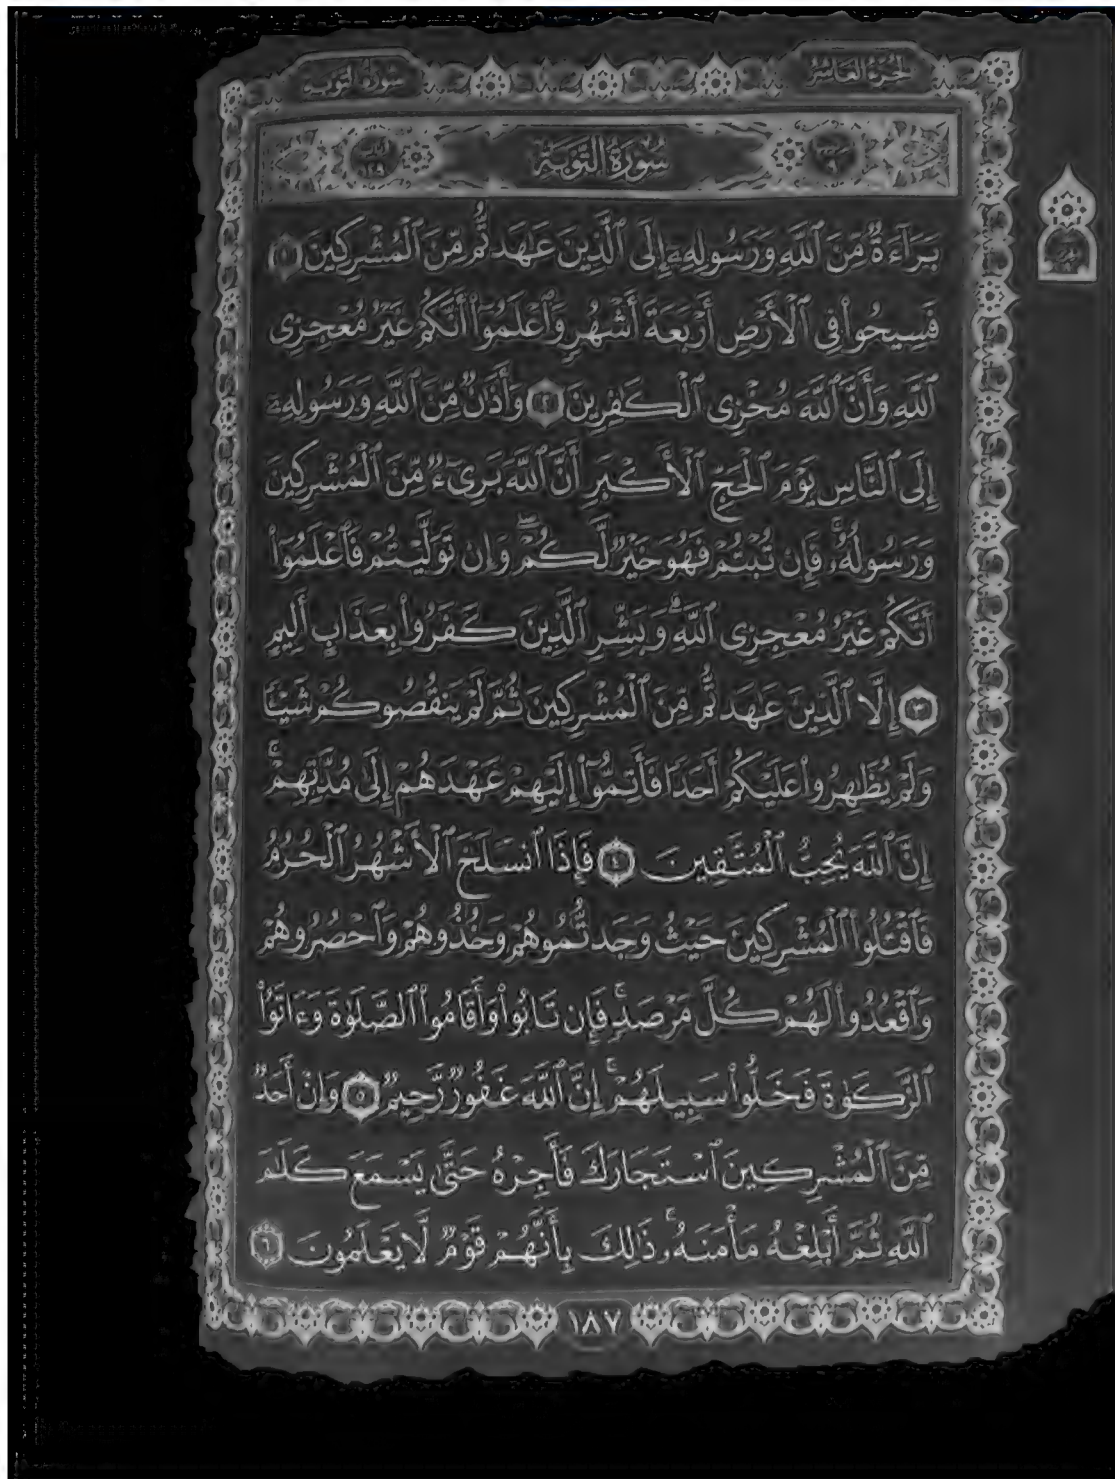 الجزء العاشر
سورة التوبة
سورة التوبة
آياتها ١٢٩
بَرَآءَةٌ مِّنَ ٱللَّهِ وَرَسُولِهِۦٓ إِلَى ٱلَّذِينَ عَٰهَدتُّم مِّنَ ٱلْمُشْرِكِينَ ١
فَسِيحُوا۟ فِى ٱلْأَرْضِ أَرْبَعَةَ أَشْهُرٍ وَٱعْلَمُوٓا۟ أَنَّكُمْ غَيْرُ مُعْجِزِى
ٱللَّهِ وَأَنَّ ٱللَّهَ مُخْزِى ٱلْكَٰفِرِينَ ٢ وَأَذَٰنٌ مِّنَ ٱللَّهِ وَرَسُولِهِۦٓ
إِلَى ٱلنَّاسِ يَوْمَ ٱلْحَجِّ ٱلْأَكْبَرِ أَنَّ ٱللَّهَ بَرِىٓءٌ مِّنَ ٱلْمُشْرِكِينَ
وَرَسُولُهُۥ ۚ فَإِن تُبْتُمْ فَهُوَ خَيْرٌ لَّكُمْ ۖ وَإِن تَوَلَّيْتُمْ فَٱعْلَمُوٓا۟
أَنَّكُمْ غَيْرُ مُعْجِزِى ٱللَّهِ ۗ وَبَشِّرِ ٱلَّذِينَ كَفَرُوا۟ بِعَذَابٍ أَلِيمٍ
٣ إِلَّا ٱلَّذِينَ عَٰهَدتُّم مِّنَ ٱلْمُشْرِكِينَ ثُمَّ لَمْ يَنقُصُوكُمْ شَيْـًٔا
وَلَمْ يُظَٰهِرُوا۟ عَلَيْكُمْ أَحَدًا فَأَتِمُّوٓا۟ إِلَيْهِمْ عَهْدَهُمْ إِلَىٰ مُدَّتِهِمْ ۚ
إِنَّ ٱللَّهَ يُحِبُّ ٱلْمُتَّقِينَ ٤ فَإِذَا ٱنسَلَخَ ٱلْأَشْهُرُ ٱلْحُرُمُ
فَٱقْتُلُوا۟ ٱلْمُشْرِكِينَ حَيْثُ وَجَدتُّمُوهُمْ وَخُذُوهُمْ وَٱحْصُرُوهُمْ
وَٱقْعُدُوا۟ لَهُمْ كُلَّ مَرْصَدٍ ۚ فَإِن تَابُوا۟ وَأَقَامُوا۟ ٱلصَّلَوٰةَ وَءَاتَوُا۟
ٱلزَّكَوٰةَ فَخَلُّوا۟ سَبِيلَهُمْ ۚ إِنَّ ٱللَّهَ غَفُورٌ رَّحِيمٌ ٥ وَإِنْ أَحَدٌ
مِّنَ ٱلْمُشْرِكِينَ ٱسْتَجَارَكَ فَأَجِرْهُ حَتَّىٰ يَسْمَعَ كَلَٰمَ
ٱللَّهِ ثُمَّ أَبْلِغْهُ مَأْمَنَهُۥ ۚ ذَٰلِكَ بِأَنَّهُمْ قَوْمٌ لَّا يَعْلَمُونَ ٦
١٨٧